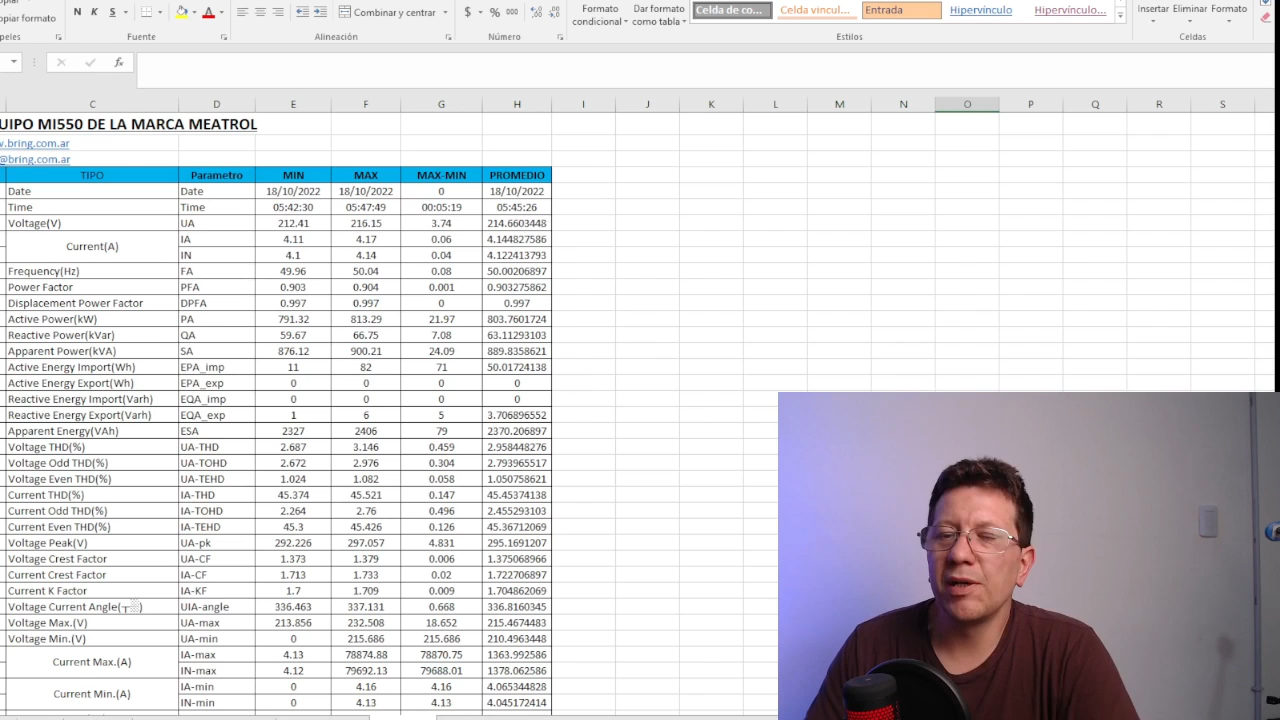 N K S Combinar y centrar $ % 000 Formato condicional Dar formato como tabla Celda de co... Celda vincul... Entrada Hipervínculo Hipervínculo... Insertar Eliminar Formato
piar formato
peles Fuente Alineación Número Estilos Celdas
fx
C D E F G H I J K L M N O P Q R S
UIPO MI550 DE LA MARCA MEATROL
.bring.com.ar
@bring.com.ar
TIPO Parametro MIN MAX MAX-MIN PROMEDIO
Date Date 18/10/2022 18/10/2022 0 18/10/2022
Time Time 05:42:30 05:47:49 00:05:19 05:45:26
Voltage(V) UA 212.41 216.15 3.74 214.6603448
Current(A) IA 4.11 4.17 0.06 4.144827586
IN 4.1 4.14 0.04 4.122413793
Frequency(Hz) FA 49.96 50.04 0.08 50.00206897
Power Factor PFA 0.903 0.904 0.001 0.903275862
Displacement Power Factor DPFA 0.997 0.997 0 0.997
Active Power(kW) PA 791.32 813.29 21.97 803.7601724
Reactive Power(kVar) QA 59.67 66.75 7.08 63.11293103
Apparent Power(kVA) SA 876.12 900.21 24.09 889.8358621
Active Energy Import(Wh) EPA_imp 11 82 71 50.01724138
Active Energy Export(Wh) EPA_exp 0 0 0 0
Reactive Energy Import(Varh) EQA_imp 0 0 0 0
Reactive Energy Export(Varh) EQA_exp 1 6 5 3.706896552
Apparent Energy(VAh) ESA 2327 2406 79 2370.206897
Voltage THD(%) UA-THD 2.687 3.146 0.459 2.958448276
Voltage Odd THD(%) UA-TOHD 2.672 2.976 0.304 2.793965517
Voltage Even THD(%) UA-TEHD 1.024 1.082 0.058 1.050758621
Current THD(%) IA-THD 45.374 45.521 0.147 45.45374138
Current Odd THD(%) IA-TOHD 2.264 2.76 0.496 2.455293103
Current Even THD(%) IA-TEHD 45.3 45.426 0.126 45.36712069
Voltage Peak(V) UA-pk 292.226 297.057 4.831 295.1691207
Voltage Crest Factor UA-CF 1.373 1.379 0.006 1.375068966
Current Crest Factor IA-CF 1.713 1.733 0.02 1.722706897
Current K Factor IA-KF 1.7 1.709 0.009 1.704862069
Voltage Current Angle(┬░) UIA-angle 336.463 337.131 0.668 336.8160345
Voltage Max.(V) UA-max 213.856 232.508 18.652 215.4674483
Voltage Min.(V) UA-min 0 215.686 215.686 210.4963448
Current Max.(A) IA-max 4.13 78874.88 78870.75 1363.992586
IN-max 4.12 79692.13 79688.01 1378.062586
Current Min.(A) IA-min 0 4.16 4.16 4.065344828
IN-min 0 4.13 4.13 4.045172414